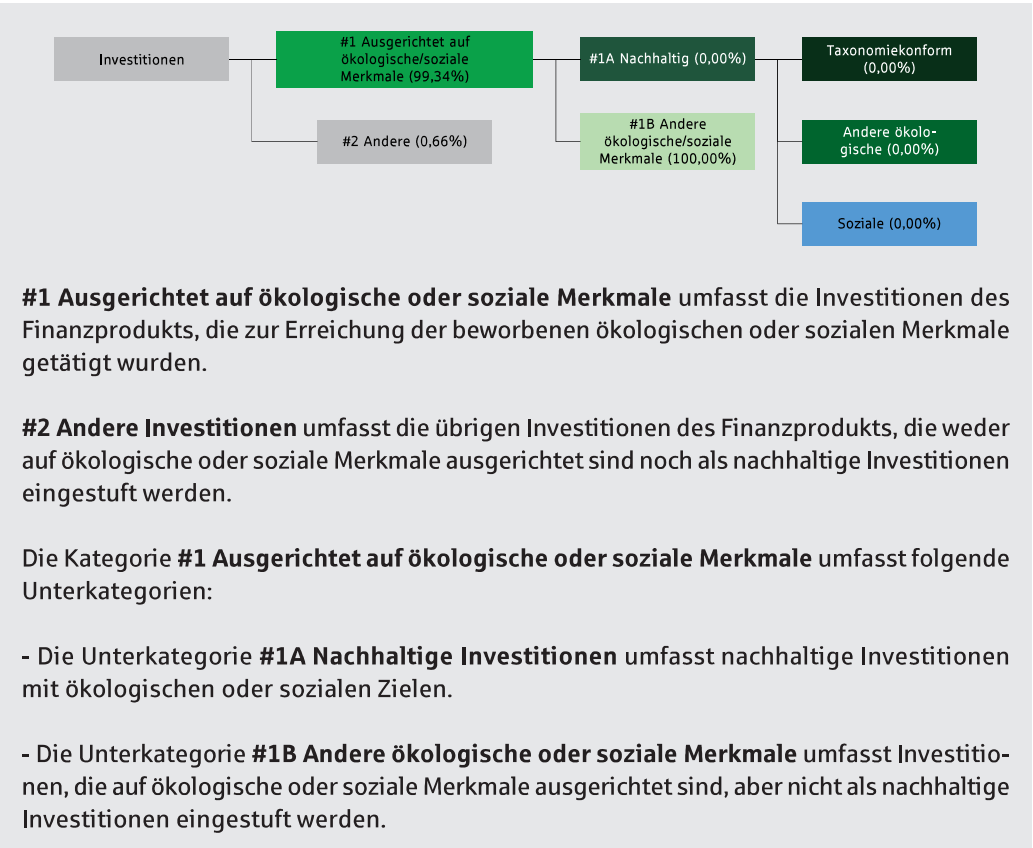 Investitionen
#1 Ausgerichtet auf
ökologische/soziale
Merkmale (99,34%)
#1A Nachhaltig (0,00%)
Taxonomiekonform
(0,00%)
#2 Andere (0,66%)
#1B Andere
ökologische/soziale
Merkmale (100,00%)
Andere ökolo-
gische (0,00%)
Soziale (0,00%)
#1 Ausgerichtet auf ökologische oder soziale Merkmale umfasst die Investitionen des
Finanzprodukts, die zur Erreichung der beworbenen ökologischen oder sozialen Merkmale
getätigt wurden.
#2 Andere Investitionen umfasst die übrigen Investitionen des Finanzprodukts, die weder
auf ökologische oder soziale Merkmale ausgerichtet sind noch als nachhaltige Investitionen
eingestuft werden.
Die Kategorie #1 Ausgerichtet auf ökologische oder soziale Merkmale umfasst folgende
Unterkategorien:
- Die Unterkategorie #1A Nachhaltige Investitionen umfasst nachhaltige Investitionen
mit ökologischen oder sozialen Zielen.
- Die Unterkategorie #1B Andere ökologische oder soziale Merkmale umfasst Investitio-
nen, die auf ökologische oder soziale Merkmale ausgerichtet sind, aber nicht als nachhaltige
Investitionen eingestuft werden.